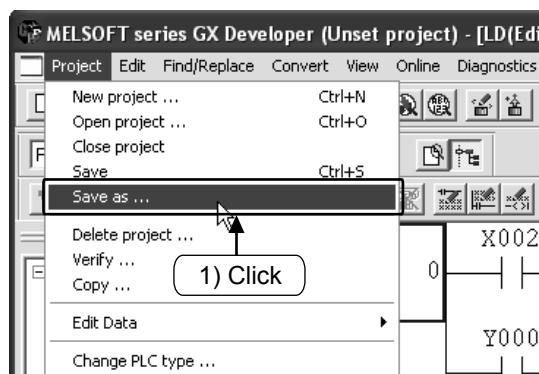 MELSOFT series GX Developer (Unset project) - [LD(Edi
Project Edit Find/Replace Convert View Online Diagnostics
New project ... Ctrl+N
Open project ... Ctrl+O
Close project
Save Ctrl+S
Save as ...
Delete project ...
Verify ...
Copy ...
Edit Data
Change PLC type ...
1) Click
X002
0
Y000